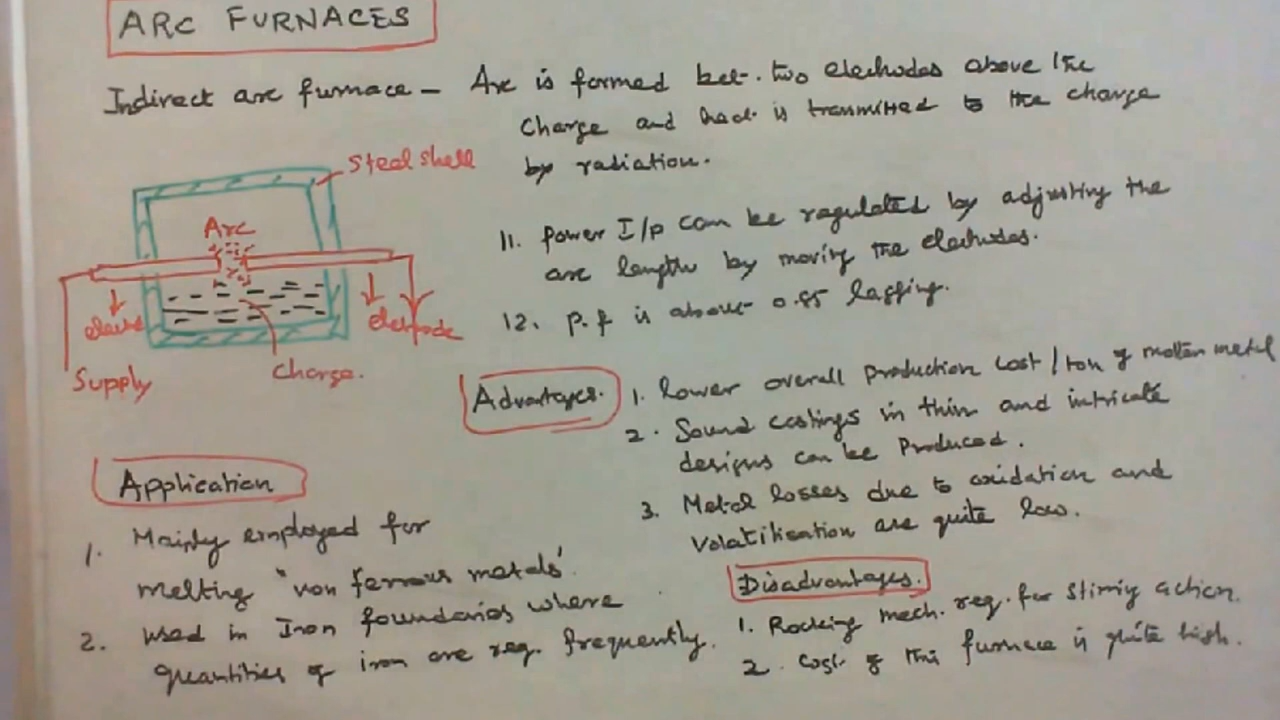 ARC FURNACES
Indirect arc furnace - Arc is formed bet. two electrodes above the
charge and heat is transmitted to the charge
by radiation.
Steel shell
Arc
electrode
Supply
Charge.
11. Power I/p can be regulated by adjusting the
arc length by moving the electrodes.
12. P.f is about 0.85 lagging.
Advantages.
1. lower overall production cost / ton of molten metal
2. Sound castings in thin and intricate
designs can be Produced.
3. Metal losses due to oxidation and
volatilisation are quite low.
Application
1. Mainly employed for
melting "non ferrous metals'.
2. used in Iron foundaries where
quantities of iron are req. frequently.
Disadvantages.
1. Rocking mech. req. for stirring action.
2. Cost of this furnace is quite high.